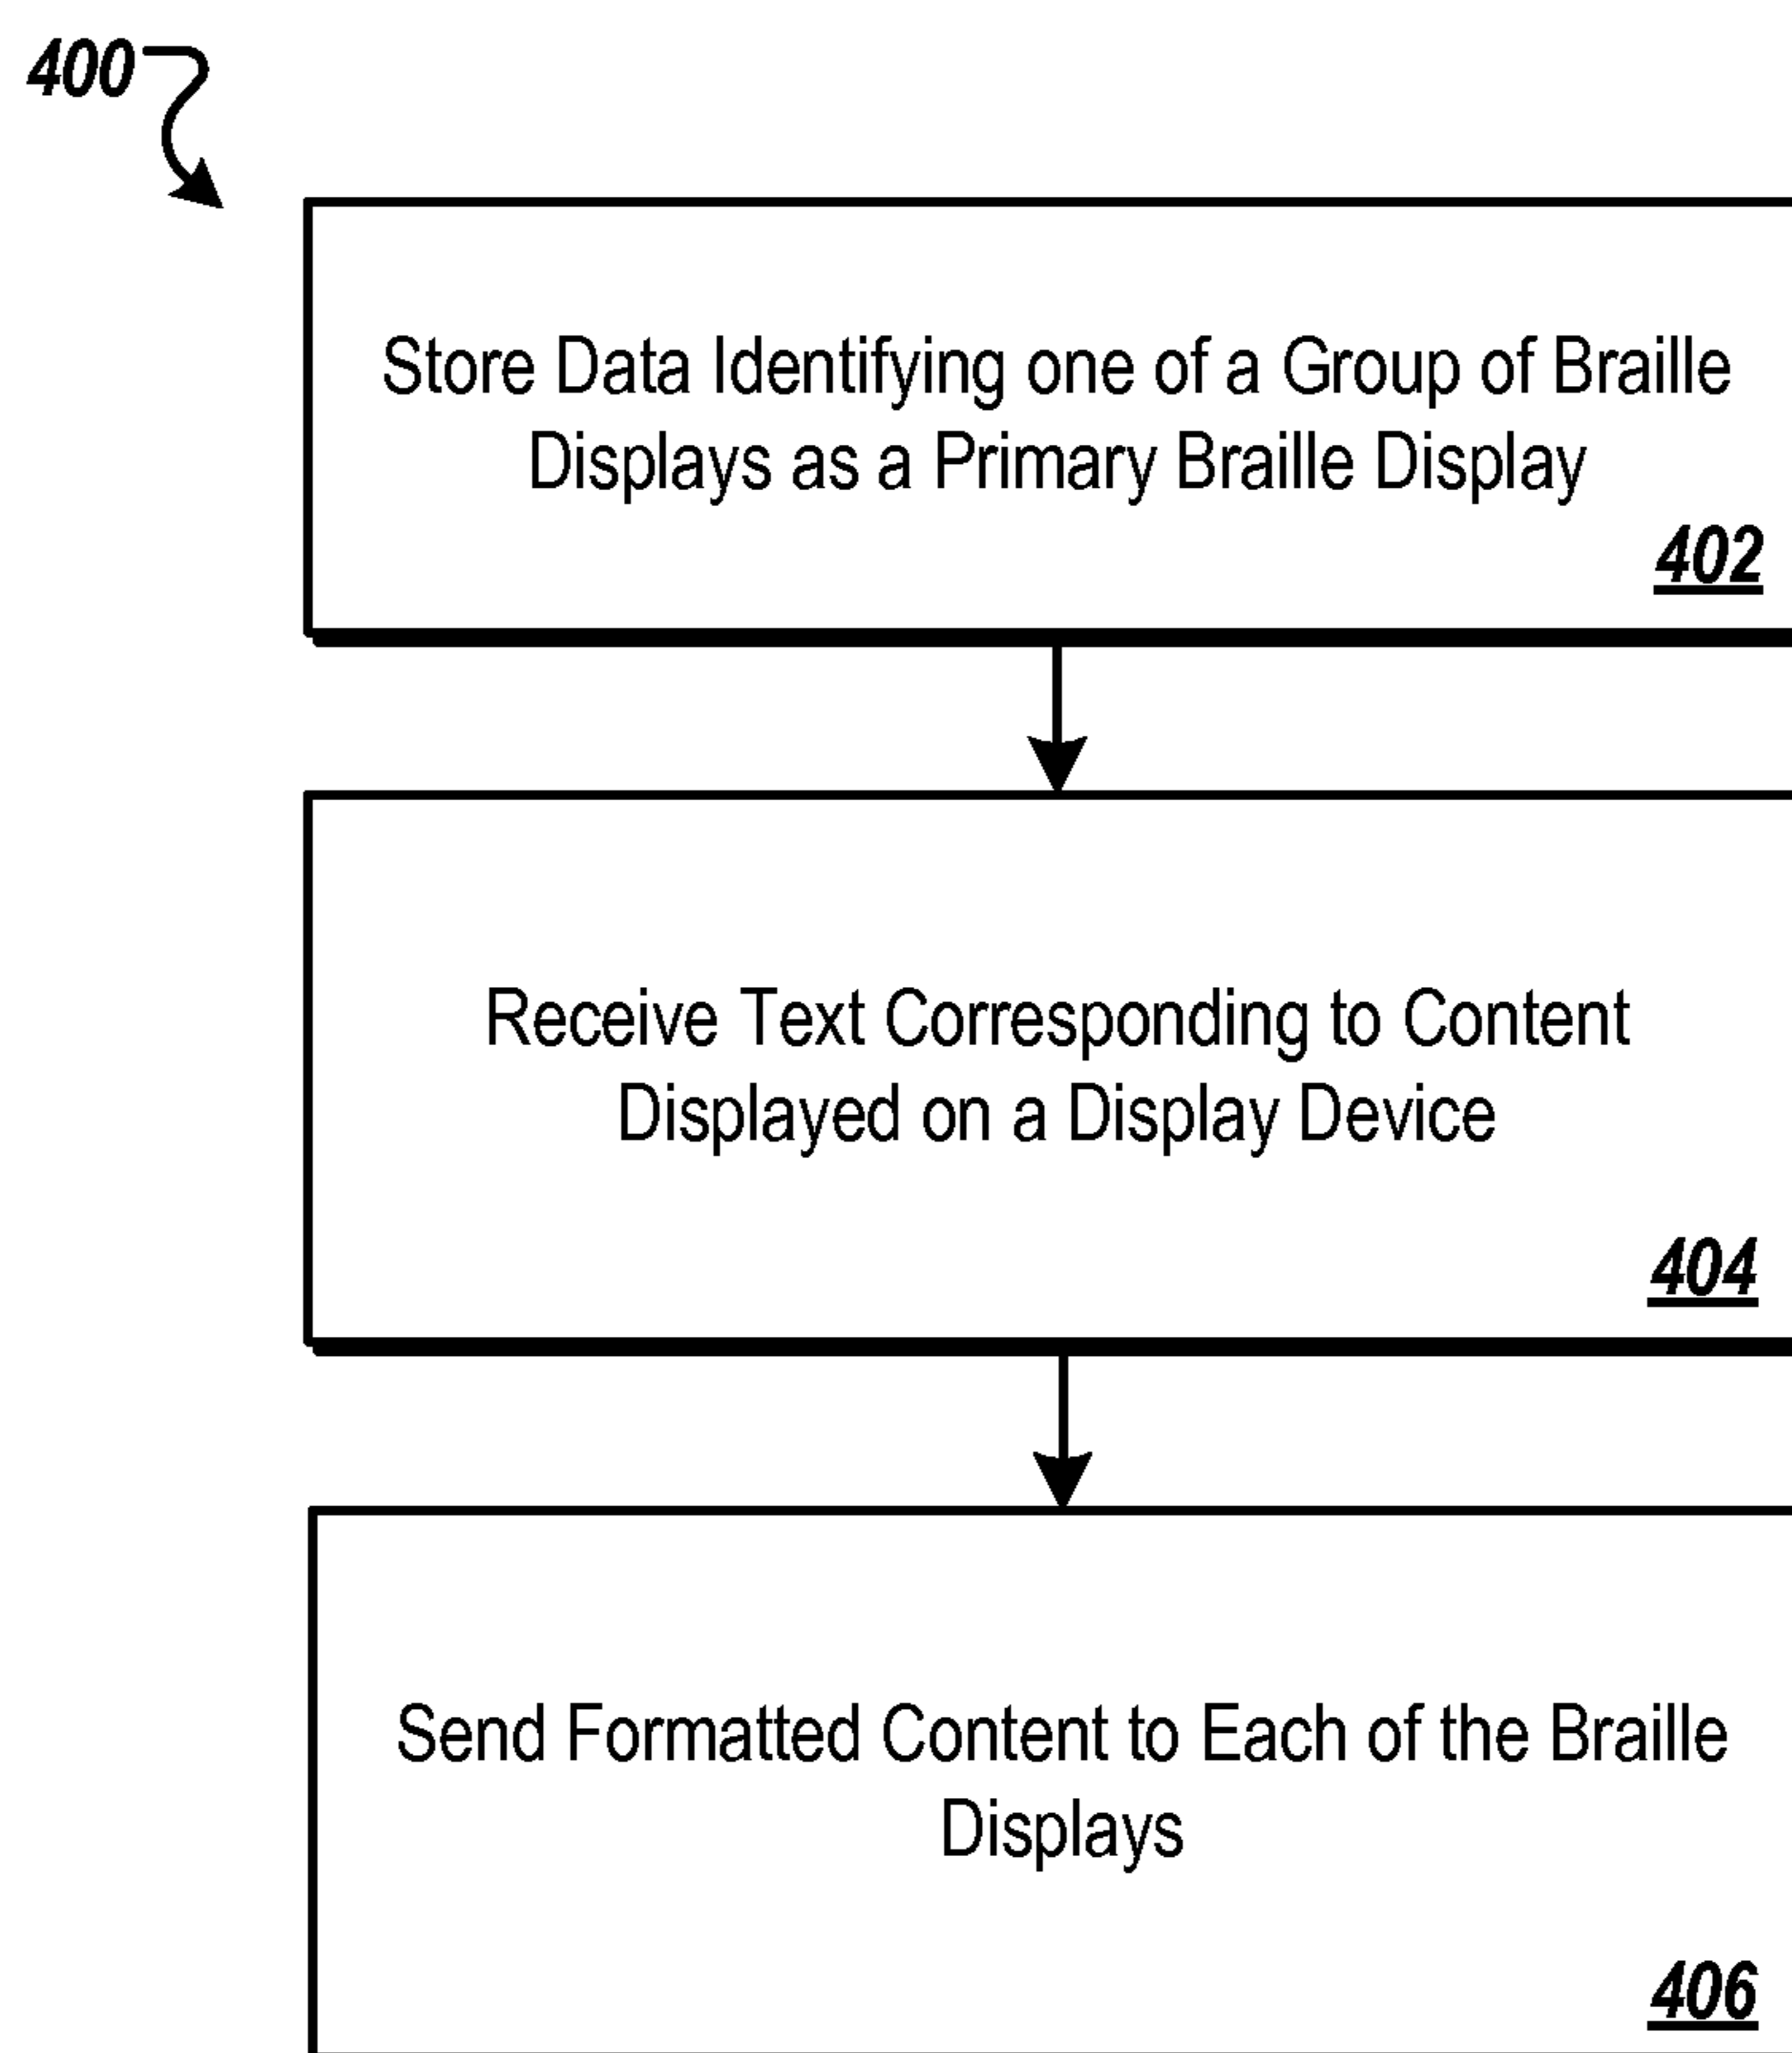 400
Store Data Identifying one of a Group of Braille
Displays as a Primary Braille Display
402
Receive Text Corresponding to Content
Displayed on a Display Device
404
Send Formatted Content to Each of the Braille
Displays
406